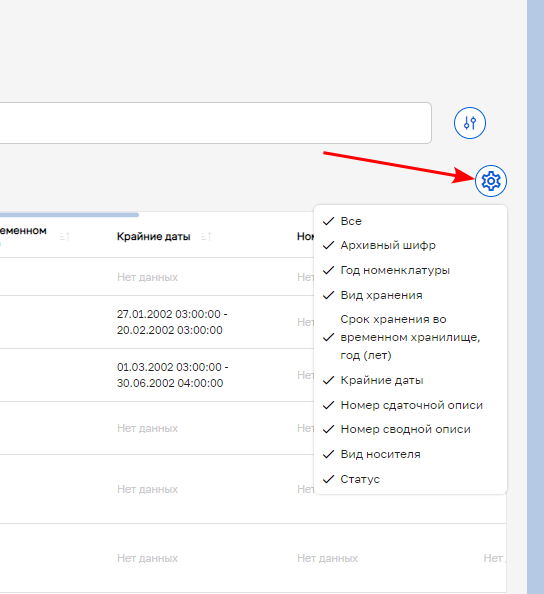 Все
Архивный шифр
Год номенклатуры
Вид хранения
Срок хранения во
временном хранилище,
год (лет)
Крайние даты
Номер сдаточной описи
Номер сводной описи
Вид носителя
Статус
еменном
Крайние даты
Ном
Нет данных
Нет
27.01.2002 03:00:00 -
20.02.2002 03:00:00
Нет
01.03.2002 03:00:00 -
30.06.2002 04:00:00
Нет
Нет данных
Нет
Нет данных
Нет
Нет данных
Нет данных
Нет